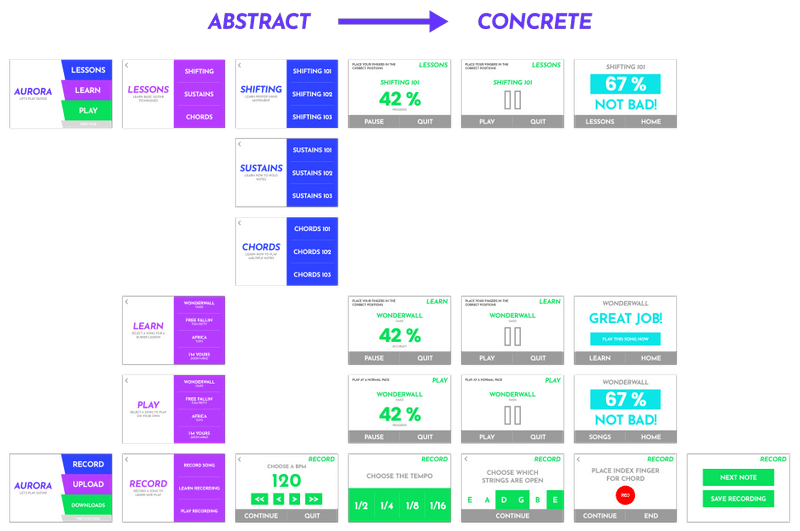 ABSTRACT
CONCRETE
AURORA
LET'S PLAY GUITAR
LESSONS
LEARN
PLAY
LESSONS
LEARN BASIC GUITAR
TECHNIQUES
SHIFTING
SUSTAINS
CHORDS
SHIFTING
LEARN PROPER HAND
MOVEMENT
SHIFTING 101
SHIFTING 102
SHIFTING 103
PLACE YOUR FINGERS IN THE
CORRECT POSITIONS
LESSONS
SHIFTING 101
42 %
PAUSE
QUIT
PLACE YOUR FINGERS IN THE
CORRECT POSITIONS
LESSONS
SHIFTING 101
PLAY
QUIT
SHIFTING 101
67 %
NOT BAD!
LESSONS
HOME
SUSTAINS
LEARN HOW TO HOLD
NOTES
SUSTAINS 101
SUSTAINS 102
SUSTAINS 103
CHORDS
LEARN HOW TO PLAY
MULTIPLE NOTES
CHORDS 101
CHORDS 102
CHORDS 103
LEARN
SELECT A SONG FOR A
GUIDED LESSON
WONDERWALL
OASIS
FREE FALLIN'
TOM PETTY
AFRICA
TOTO
I'M YOURS
JASON MRAZ
PLACE YOUR FINGERS IN THE
CORRECT POSITIONS
LEARN
WONDERWALL
OASIS
42 %
ACCURACY
PAUSE
QUIT
PLACE YOUR FINGERS IN THE
CORRECT POSITIONS
LEARN
WONDERWALL
OASIS
PLAY
QUIT
WONDERWALL
GREAT JOB!
PLAY THIS SONG NOW
LEARN
HOME
PLAY
SELECT A SONG TO PLAY
ON YOUR OWN
WONDERWALL
OASIS
FREE FALLIN'
TOM PETTY
AFRICA
TOTO
I'M YOURS
JASON MRAZ
PLAY AT A NORMAL PACE
PLAY
WONDERWALL
OASIS
42 %
ACCURACY
PAUSE
QUIT
PLAY AT A NORMAL PACE
PLAY
WONDERWALL
OASIS
PLAY
QUIT
WONDERWALL
67 %
NOT BAD!
SONGS
HOME
AURORA
LET'S PLAY GUITAR
RECORD
UPLOAD
DOWNLOADS
RECORD
RECORD A SONG TO
LEARN AND PLAY
RECORD SONG
LEARN RECORDING
PLAY RECORDING
RECORD
CHOOSE A BPM
120
<< < > >>
CONTINUE
QUIT
RECORD
CHOOSE THE TEMPO
1/2 1/4 1/8 1/16
RECORD
CHOOSE WHICH
STRINGS ARE OPEN
E A D G B E
CONTINUE
RECORD
PLACE INDEX FINGER
FOR CHORD
REC
CONTINUE
END
RECORD
NEXT NOTE
SAVE RECORDING